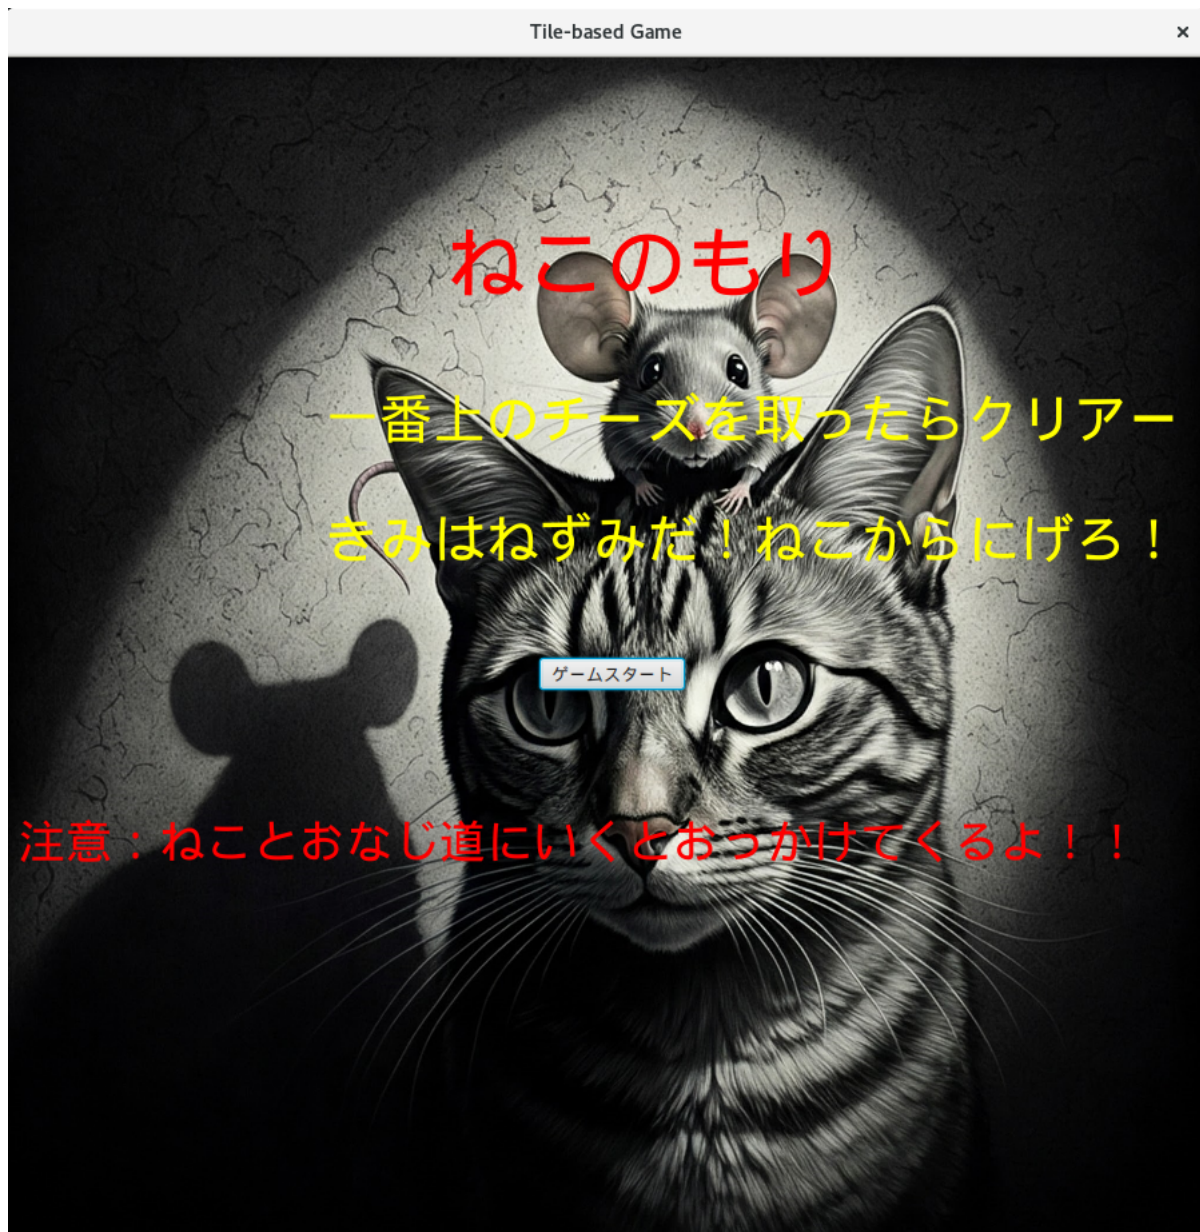 Tile-based Game
ねこのもり
一番上のチーズを取ったらクリアー
きみはねずみだ！ねこからにげろ！
ゲームスタート
注意：ねことおなじ道にいくとおっかけてくるよ！！